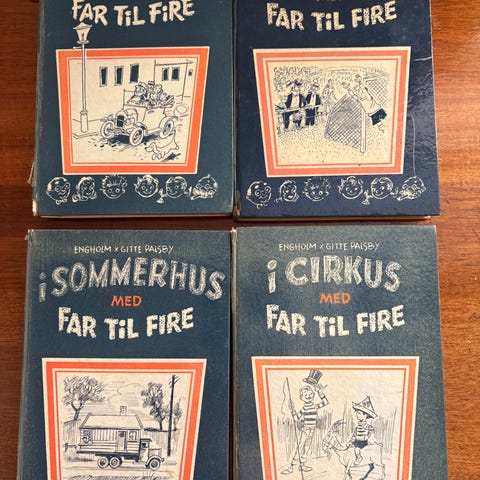 FAR TiL FiRE
FAR TiL FiRE
ENGHOLM x GITTE PALSBY
i SOMMERHUS
MED
FAR TiL FiRE
ENGHOLM x GITTE PALSBY
i CIRKUS
MED
FAR TiL FiRE